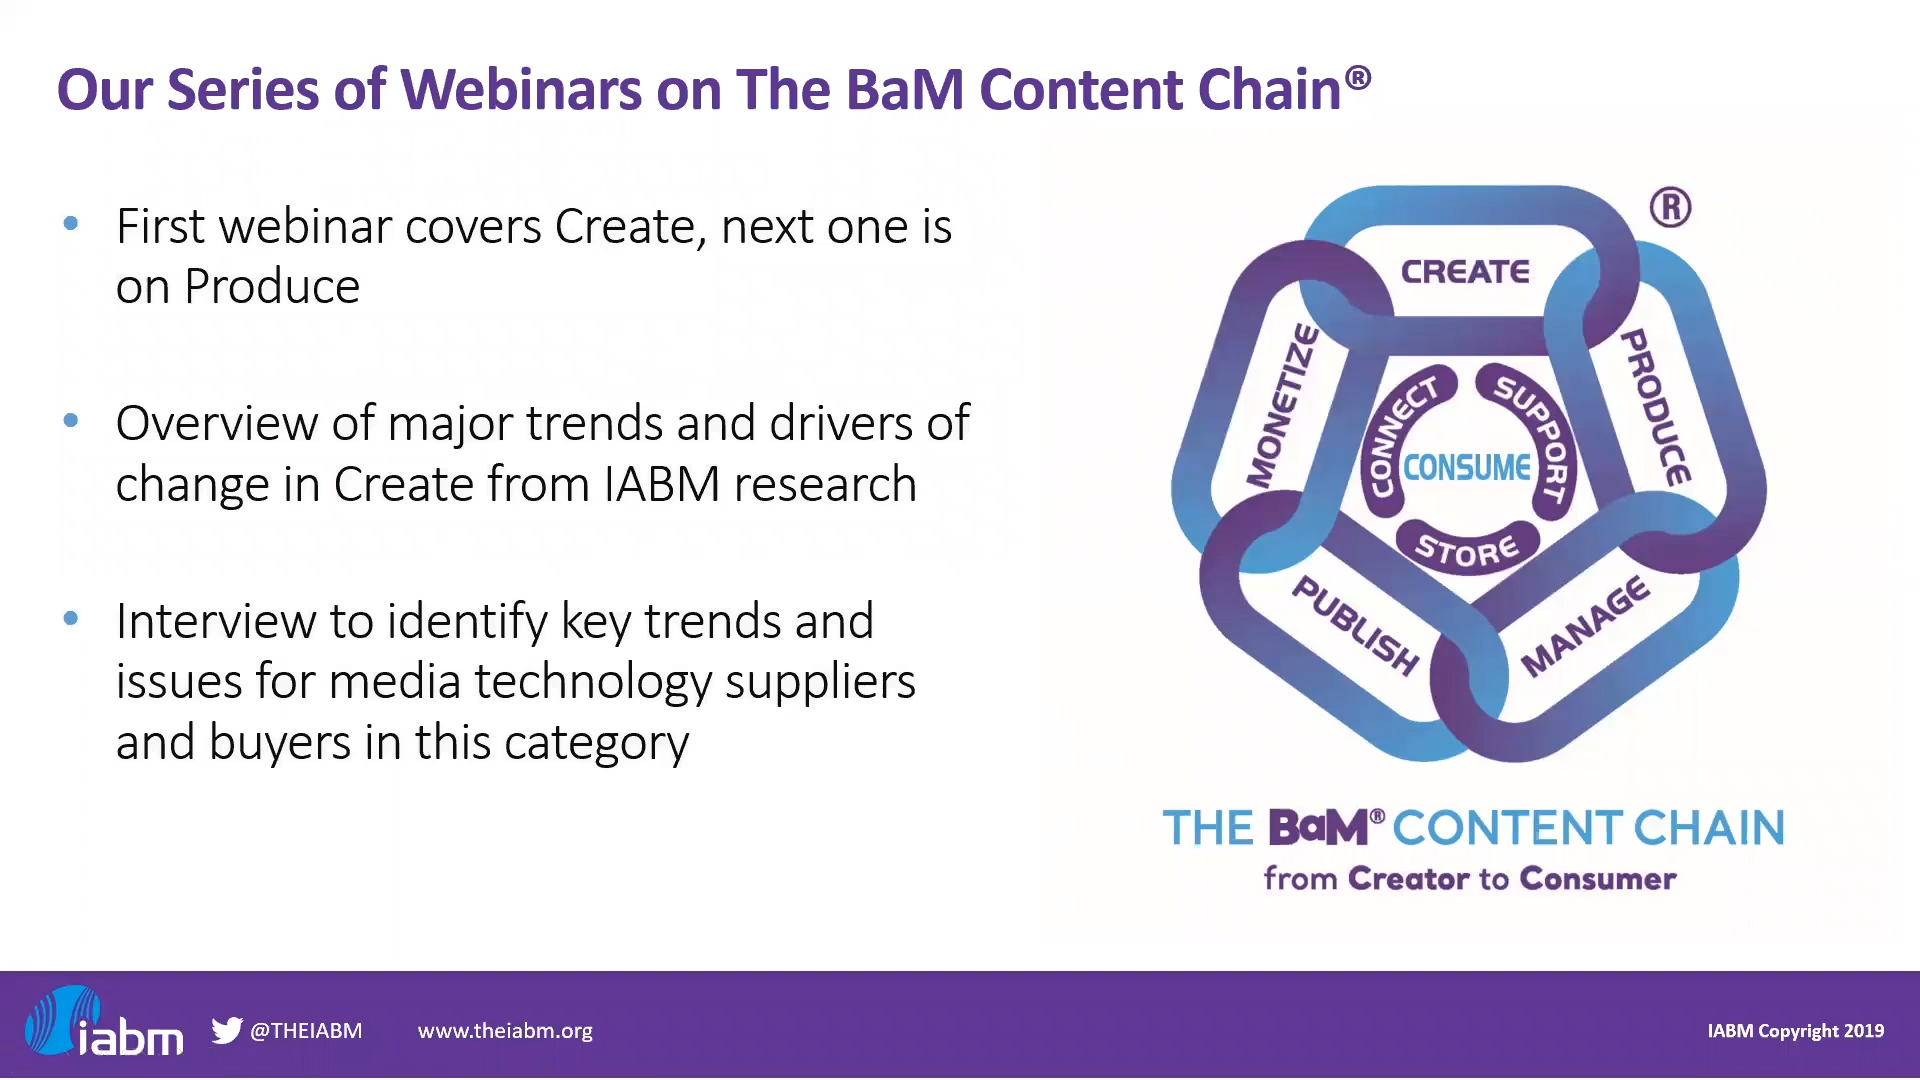 Our Series of Webinars on The BaM Content Chain®
• First webinar covers Create, next one is
on Produce
• Overview of major trends and drivers of
change in Create from IABM research
• Interview to identify key trends and
issues for media technology suppliers
and buyers in this category
®
CREATE
PRODUCE
MANAGE
PUBLISH
MONETIZE
CONNECT
SUPPORT
STORE
CONSUME
THE BaM® CONTENT CHAIN
from Creator to Consumer
iabm
@THEIABM
www.theiabm.org
IABM Copyright 2019